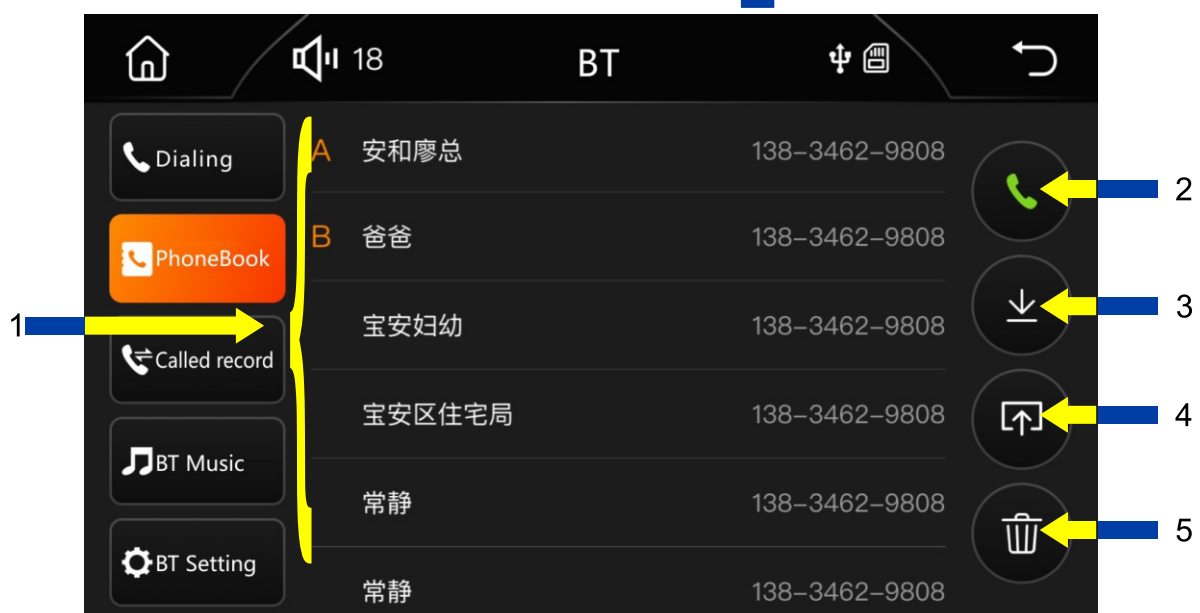 18 BT
Dialing
PhoneBook
Called record
BT Music
BT Setting
A 安和廖总 138–3462–9808
B 爸爸 138–3462–9808
宝安妇幼 138–3462–9808
宝安区住宅局 138–3462–9808
常静 138–3462–9808
常静 138–3462–9808
1
2
3
4
5